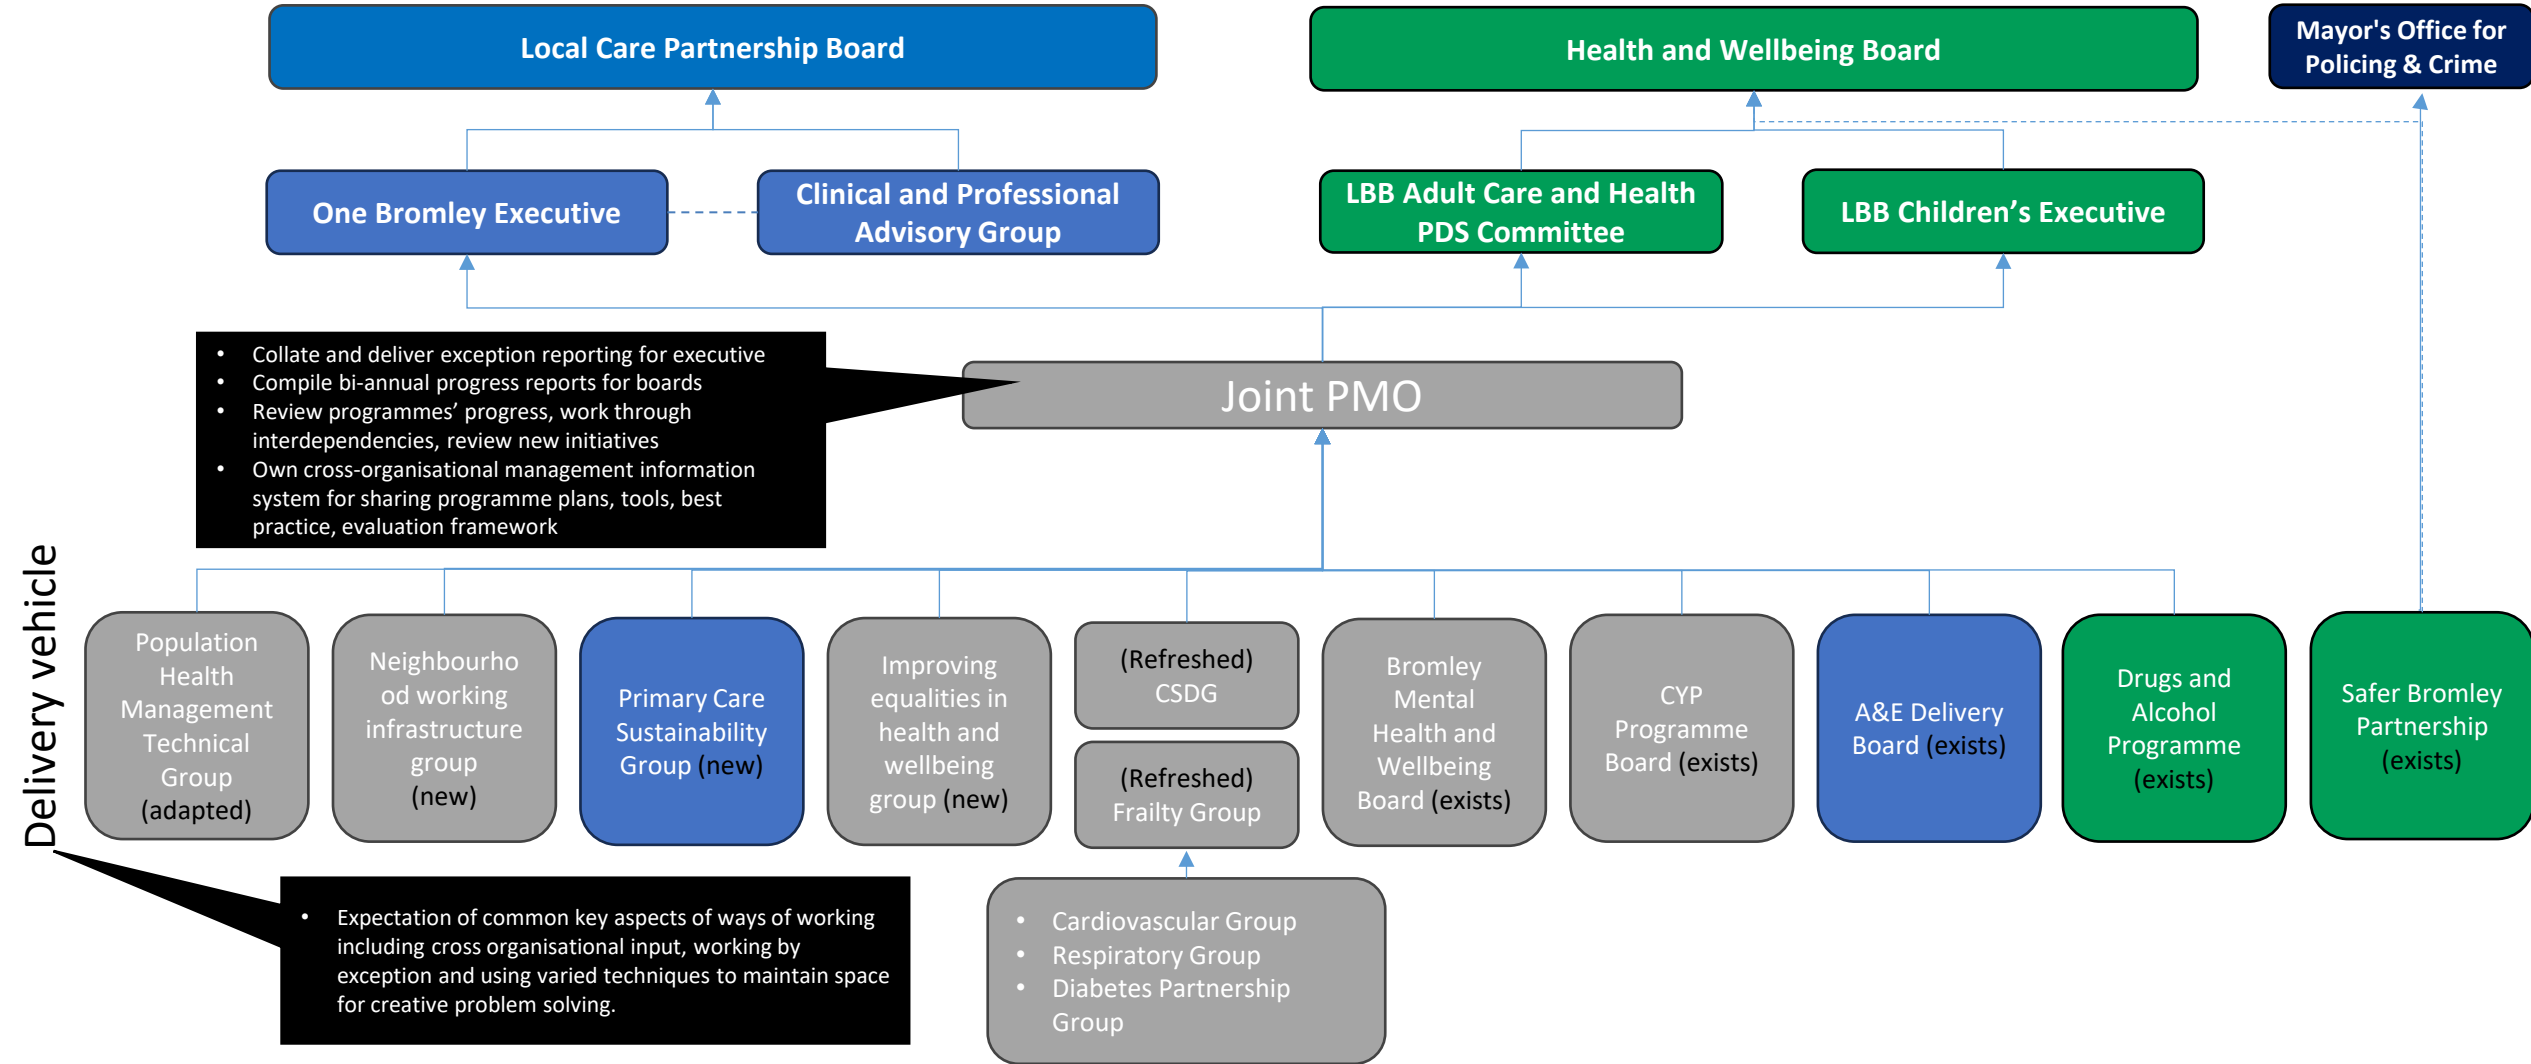 Local Care Partnership Board
Health and Wellbeing Board
Mayor's Office for
Policing & Crime
One Bromley Executive
Clinical and Professional
Advisory Group
LBB Adult Care and Health
PDS Committee
LBB Children’s Executive
• Collate and deliver exception reporting for executive
• Compile bi-annual progress reports for boards
• Review programmes’ progress, work through
interdependencies, review new initiatives
• Own cross-organisational management information
system for sharing programme plans, tools, best
practice, evaluation framework
Joint PMO
Delivery vehicle
Population
Health
Management
Technical
Group
(adapted)
Neighbourho
od working
infrastructure
group
(new)
Primary Care
Sustainability
Group (new)
Improving
equalities in
health and
wellbeing
group (new)
(Refreshed)
CSDG
(Refreshed)
Frailty Group
Bromley
Mental
Health and
Wellbeing
Board (exists)
CYP
Programme
Board (exists)
A&E Delivery
Board (exists)
Drugs and
Alcohol
Programme
(exists)
Safer Bromley
Partnership
(exists)
• Expectation of common key aspects of ways of working
including cross organisational input, working by
exception and using varied techniques to maintain space
for creative problem solving.
• Cardiovascular Group
• Respiratory Group
• Diabetes Partnership
Group